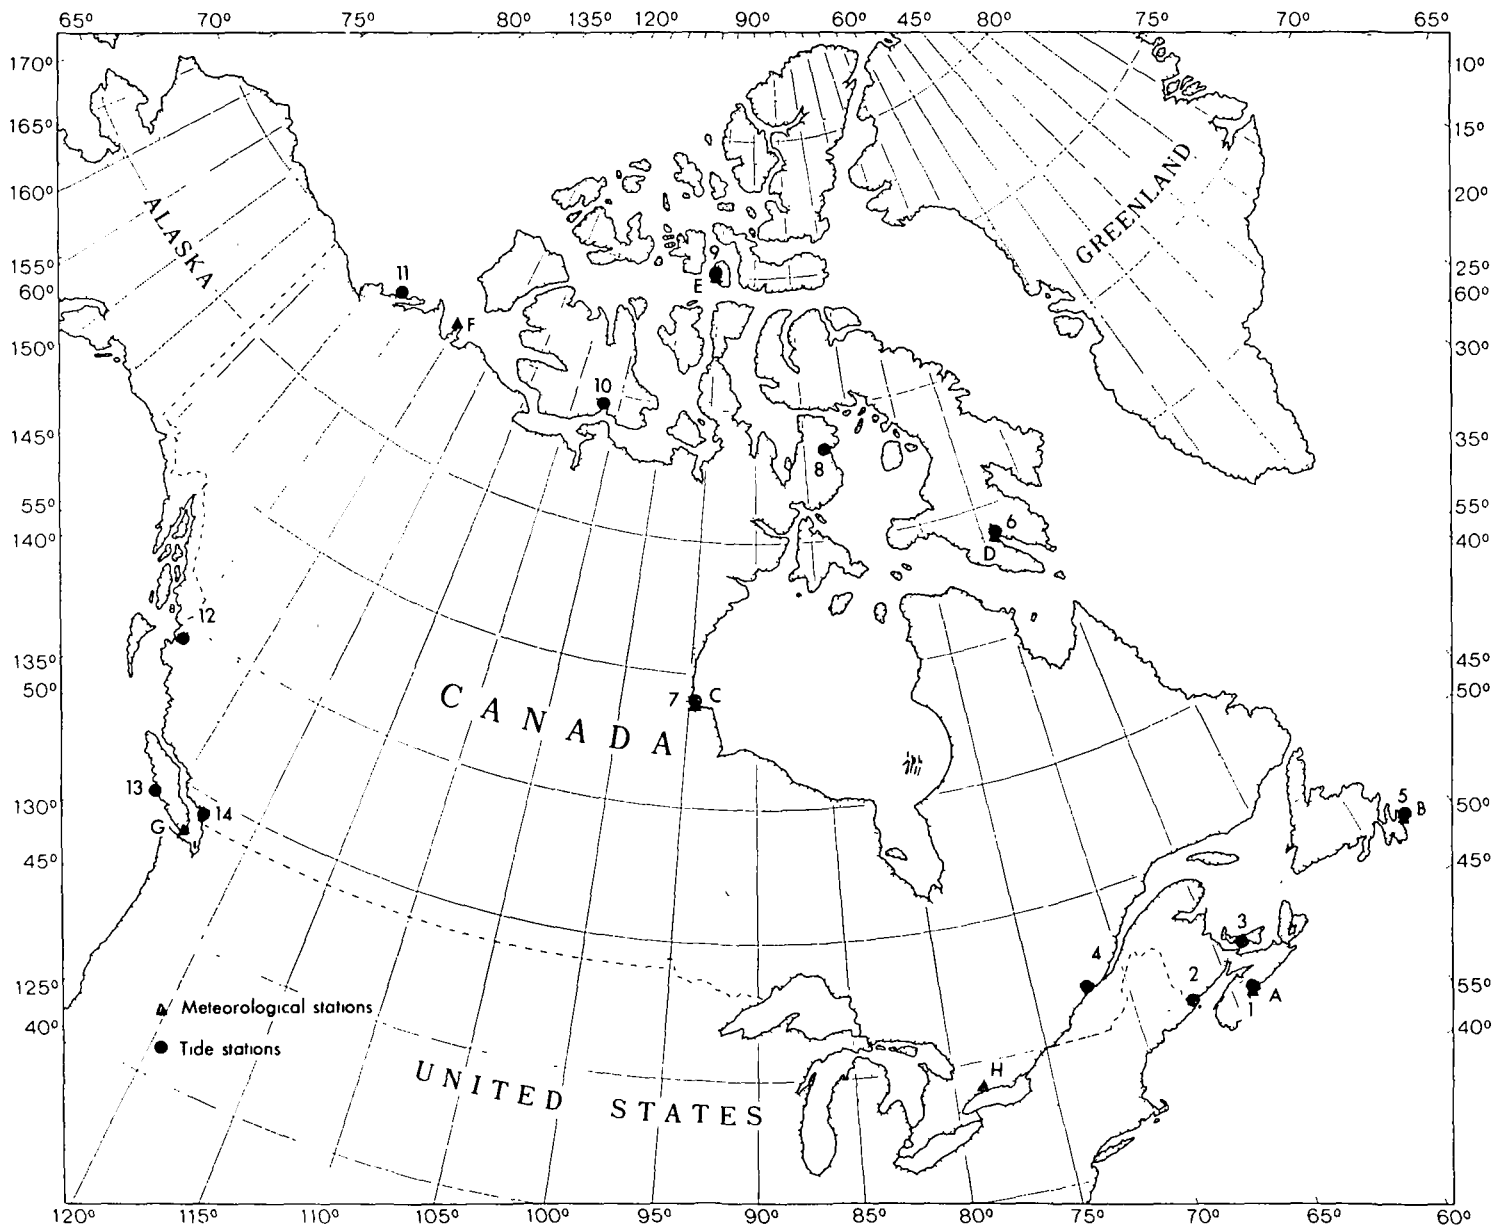 65° 70° 75° 80° 135° 120° 90° 60° 45° 80° 75° 70° 65°
170° 10°
165° 15°
160° 20°
ALASKA
GREENLAND
155° 9 25°
60° 11 E 60°
F
150° 30°
10
145° 8 35°
55° 6 55°
140° D 40°
12
135° 45°
50° 7 C 50°
CANADA
13 5
130° G 14 B 50°
45° 45°
4 3
125° 2 55°
Meteorological stations 1 A
40° 40°
Tide stations
H
UNITED STATES
120° 115° 110° 105° 100° 95° 90° 85° 80° 75° 70° 65° 60°